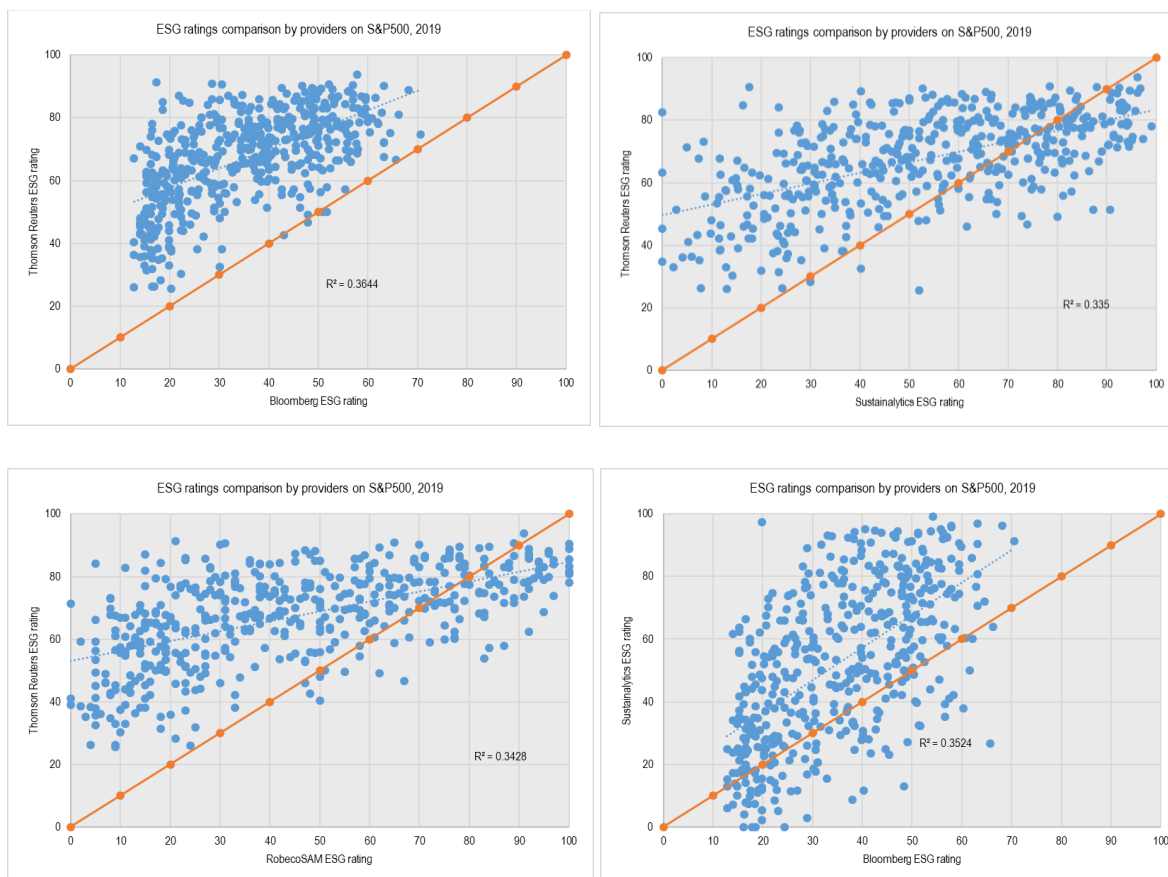 ESG ratings comparison by providers on S&P500, 2019
100
80
60
40
20
0
Thomson Reuters ESG rating
R² = 0.3644
0 10 20 30 40 50 60 70 80 90 100
Bloomberg ESG rating
ESG ratings comparison by providers on S&P500, 2019
100
80
60
40
20
0
Thomson Reuters ESG rating
R² = 0.335
0 10 20 30 40 50 60 70 80 90 100
Sustainalytics ESG rating
ESG ratings comparison by providers on S&P500, 2019
100
80
60
40
20
0
Thomson Reuters ESG rating
R² = 0.3428
0 10 20 30 40 50 60 70 80 90 100
RobecoSAM ESG rating
ESG ratings comparison by providers on S&P500, 2019
100
80
60
40
20
0
Sustainalytics ESG rating
R² = 0.3524
0 10 20 30 40 50 60 70 80 90 100
Bloomberg ESG rating